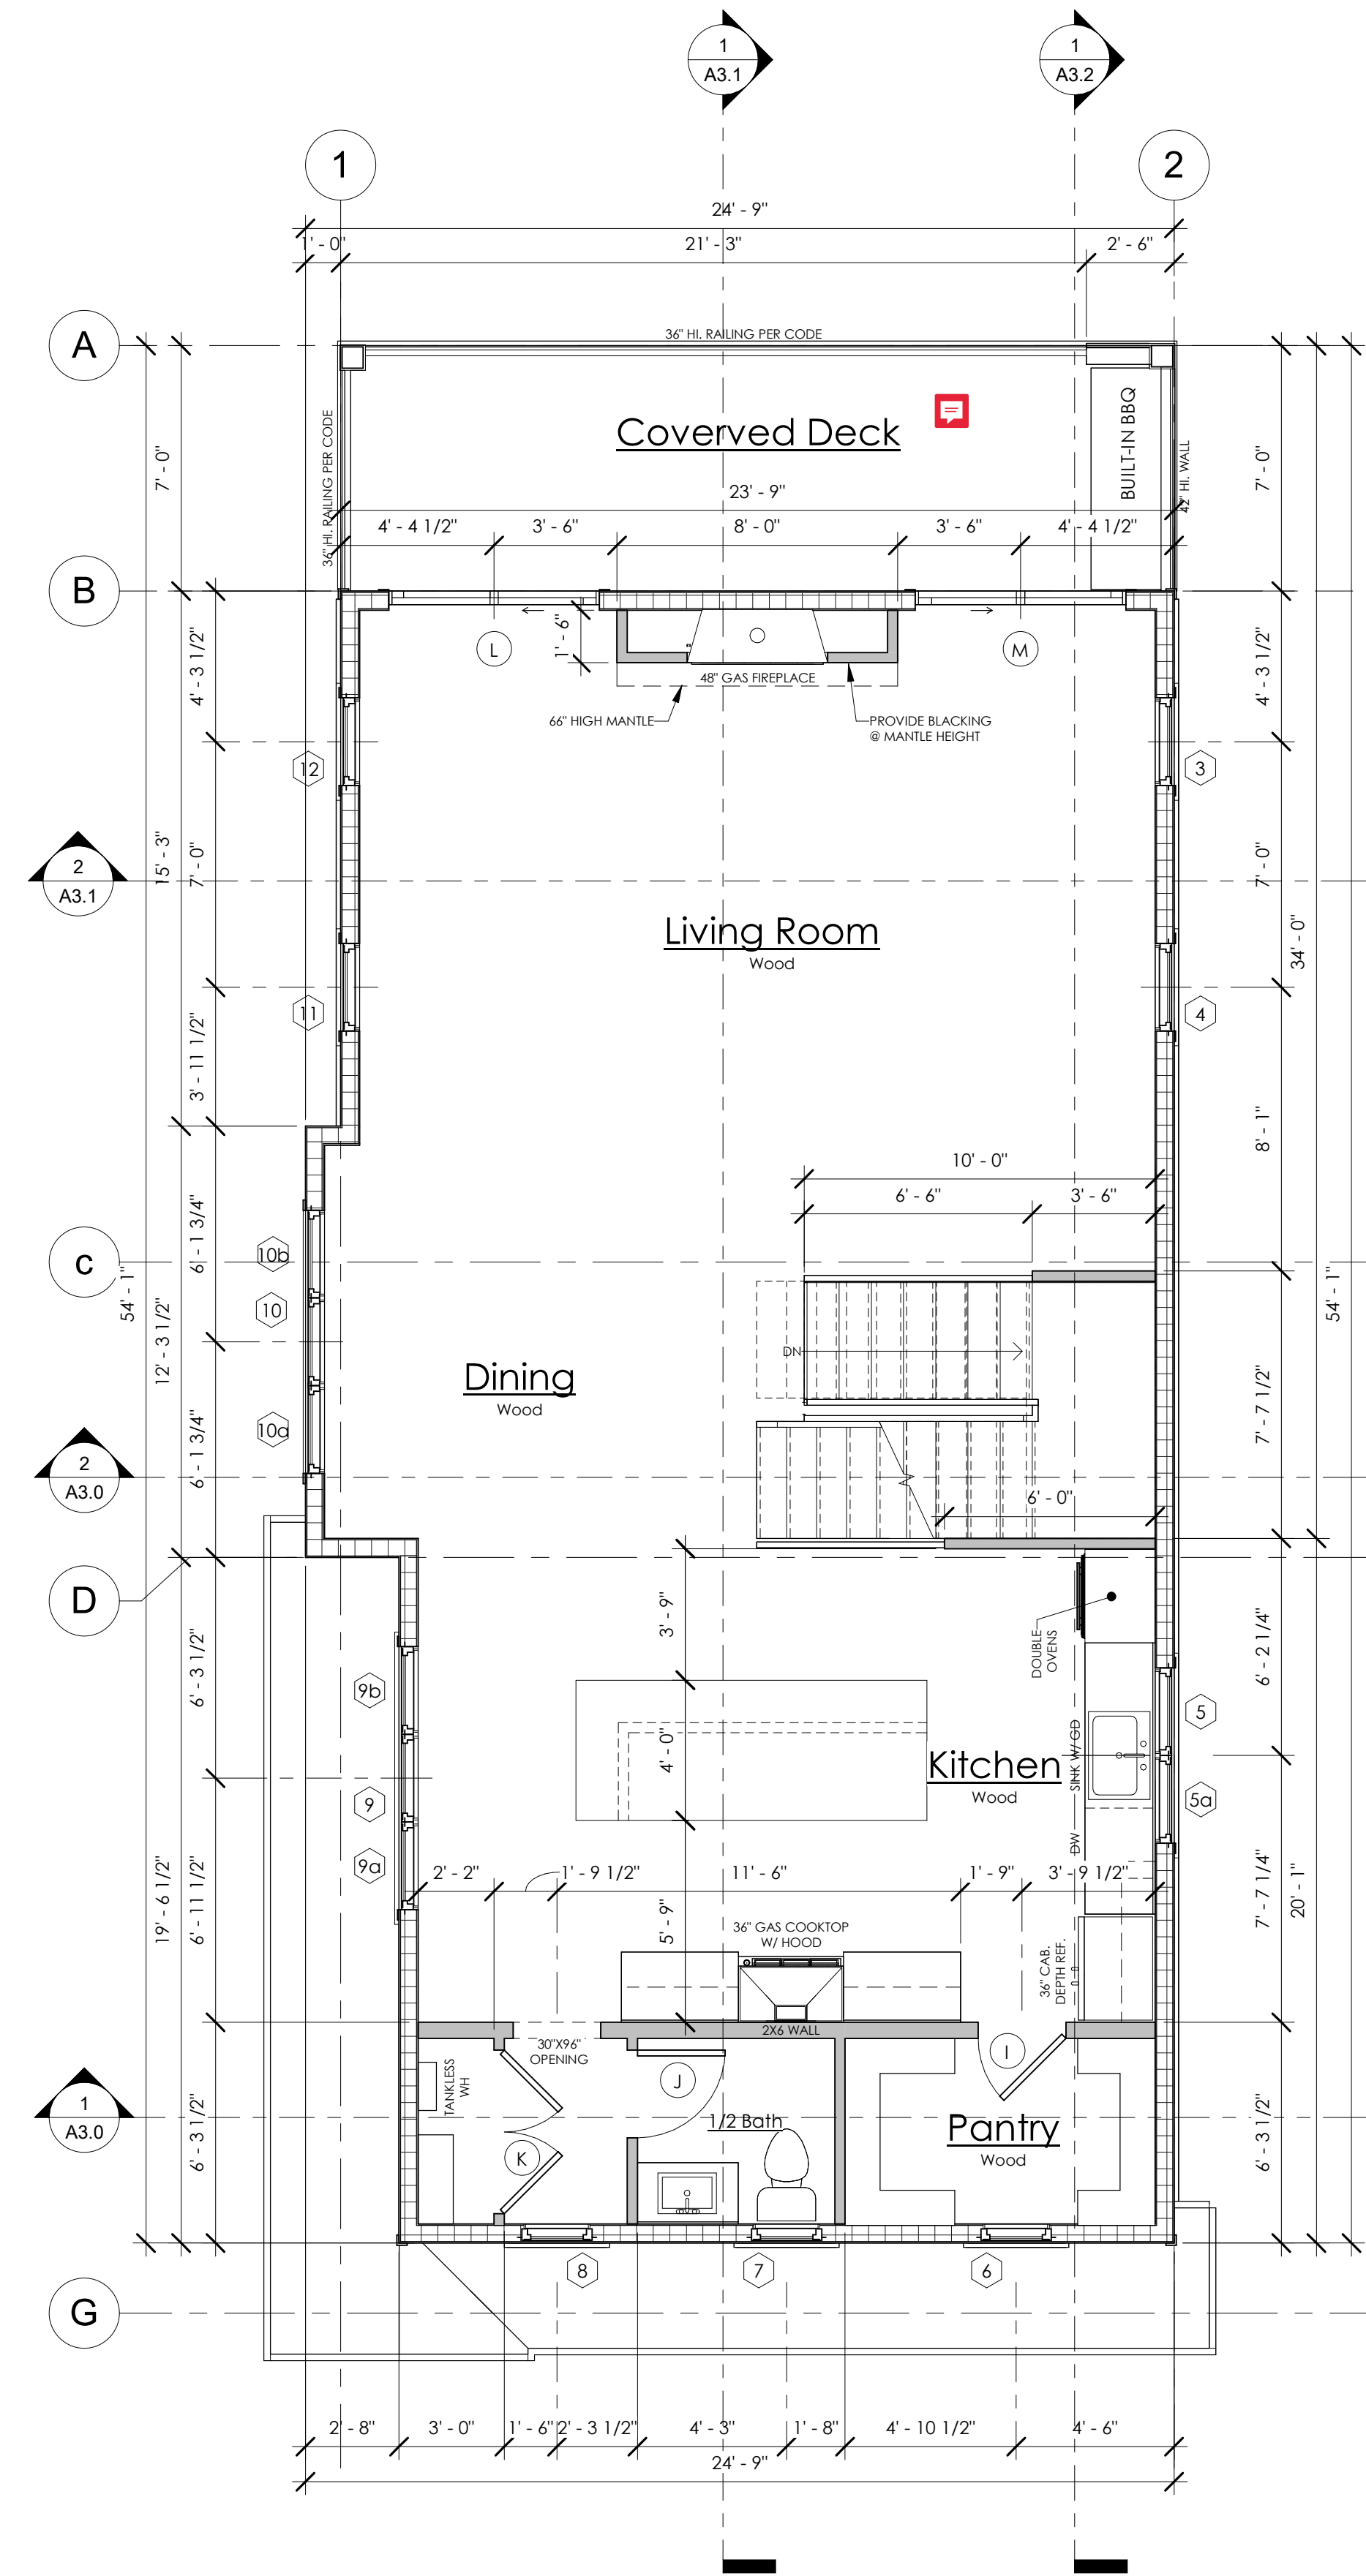 1
A3.1
1
A3.2
1
2
24' - 9"
1' - 0"
21' - 3"
2' - 6"
A
36" HI. RAILING PER CODE
36" HI. RAILING PER CODE
Coverved Deck
BUILT-IN BBQ
42" HI. WALL
7' - 0"
7' - 0"
23' - 9"
4' - 4 1/2"
3' - 6"
8' - 0"
3' - 6"
4' - 4 1/2"
B
L
1' - 6"
M
48" GAS FIREPLACE
66" HIGH MANTLE
PROVIDE BLACKING
@ MANTLE HEIGHT
4' - 3 1/2"
4' - 3 1/2"
12
3
2
A3.1
15' - 3"
7' - 0"
7' - 0"
34' - 0"
Living Room
Wood
11
4
3' - 11 1/2"
8' - 1"
10' - 0"
6' - 6"
3' - 6"
6' - 1 3/4"
c
10b
54' - 1"
54' - 1"
10
12' - 3 1/2"
DN
Dining
Wood
10a
6' - 1 3/4"
7' - 7 1/2"
2
A3.0
6' - 0"
D
3' - 9"
DOUBLE
OVENS
6' - 3 1/2"
6' - 2 1/4"
9b
5
4' - 0"
Kitchen
Wood
SINK W/ GD
9
5a
DW
9a
2' - 2"
1' - 9 1/2"
11' - 6"
1' - 9"
3' - 9 1/2"
19' - 6 1/2"
6' - 11 1/2"
5' - 9"
7' - 7 1/4"
20' - 1"
36" GAS COOKTOP
W/ HOOD
36" CAB.
DEPTH REF.
2X6 WALL
30"X96"
OPENING
I
TANKLESS
WH
J
1
A3.0
6' - 3 1/2"
6' - 3 1/2"
1/2 Bath
Pantry
Wood
K
8
7
6
G
2' - 8"
3' - 0"
1' - 6"
2' - 3 1/2"
4' - 3"
1' - 8"
4' - 10 1/2"
4' - 6"
24' - 9"